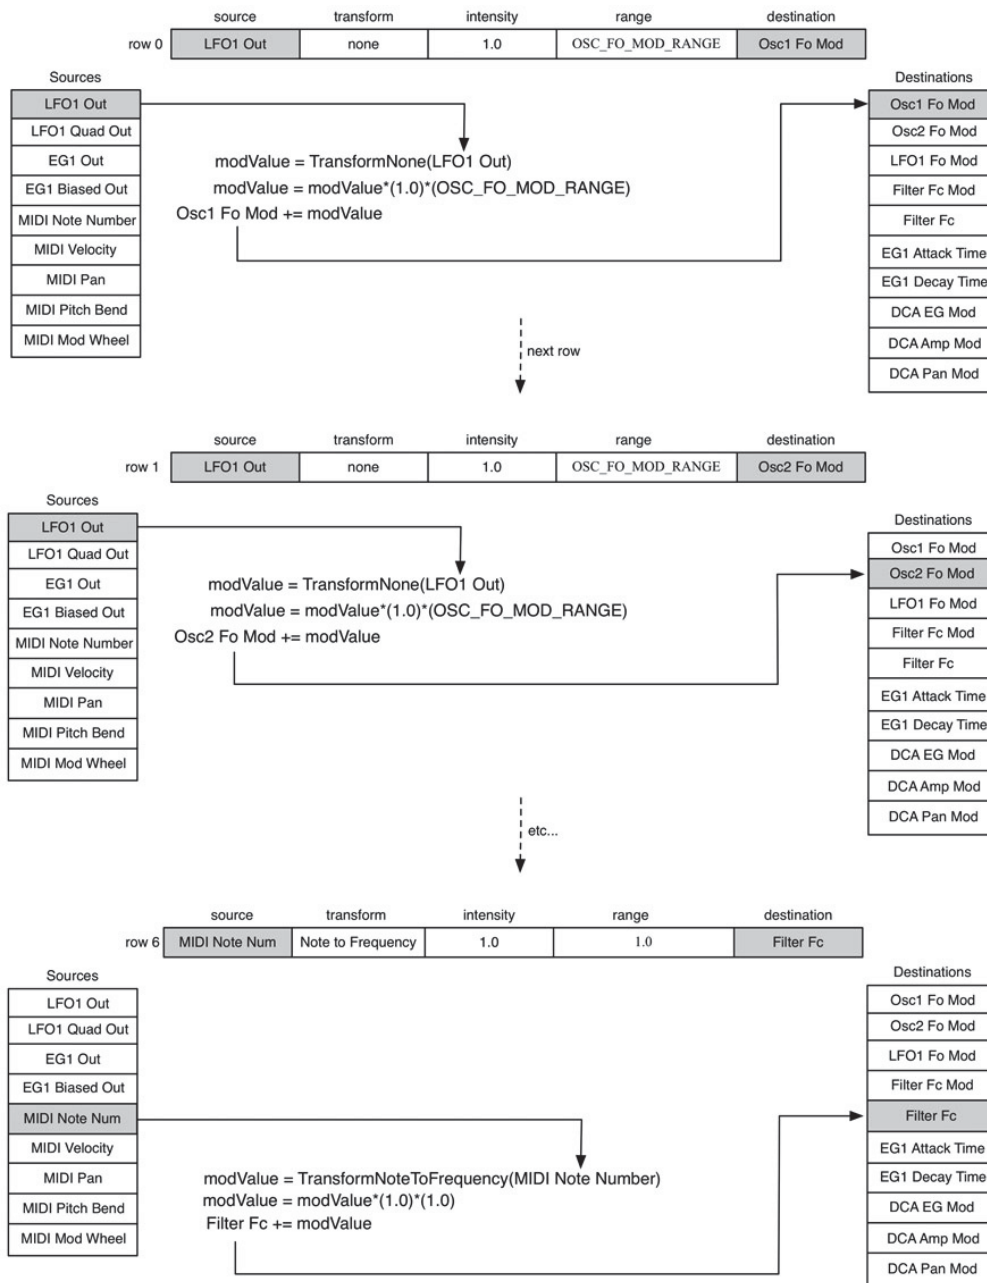 source transform intensity range destination
row 0 LFO1 Out none 1.0 OSC_FO_MOD_RANGE Osc1 Fo Mod
Sources
LFO1 Out
LFO1 Quad Out
EG1 Out
EG1 Biased Out
MIDI Note Number
MIDI Velocity
MIDI Pan
MIDI Pitch Bend
MIDI Mod Wheel
modValue = TransformNone(LFO1 Out)
modValue = modValue*(1.0)*(OSC_FO_MOD_RANGE)
Osc1 Fo Mod += modValue
Destinations
Osc1 Fo Mod
Osc2 Fo Mod
LFO1 Fo Mod
Filter Fc Mod
Filter Fc
EG1 Attack Time
EG1 Decay Time
DCA EG Mod
DCA Amp Mod
DCA Pan Mod
next row
source transform intensity range destination
row 1 LFO1 Out none 1.0 OSC_FO_MOD_RANGE Osc2 Fo Mod
Sources
LFO1 Out
LFO1 Quad Out
EG1 Out
EG1 Biased Out
MIDI Note Number
MIDI Velocity
MIDI Pan
MIDI Pitch Bend
MIDI Mod Wheel
modValue = TransformNone(LFO1 Out)
modValue = modValue*(1.0)*(OSC_FO_MOD_RANGE)
Osc2 Fo Mod += modValue
Destinations
Osc1 Fo Mod
Osc2 Fo Mod
LFO1 Fo Mod
Filter Fc Mod
Filter Fc
EG1 Attack Time
EG1 Decay Time
DCA EG Mod
DCA Amp Mod
DCA Pan Mod
etc...
source transform intensity range destination
row 6 MIDI Note Num Note to Frequency 1.0 1.0 Filter Fc
Sources
LFO1 Out
LFO1 Quad Out
EG1 Out
EG1 Biased Out
MIDI Note Num
MIDI Velocity
MIDI Pan
MIDI Pitch Bend
MIDI Mod Wheel
modValue = TransformNoteToFrequency(MIDI Note Number)
modValue = modValue*(1.0)*(1.0)
Filter Fc += modValue
Destinations
Osc1 Fo Mod
Osc2 Fo Mod
LFO1 Fo Mod
Filter Fc Mod
Filter Fc
EG1 Attack Time
EG1 Decay Time
DCA EG Mod
DCA Amp Mod
DCA Pan Mod